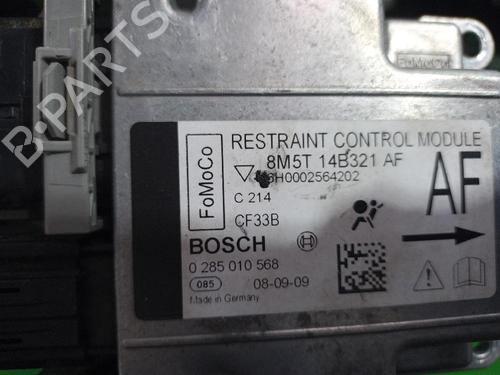 B-PARTS
FoMoCo
FoMoCo
RESTRAINT CONTROL MODULE
8M5T 14B321 AF
AF
C 214
CF33B
BOSCH
0 285 010 568
085
08-09-09
Made in Germany